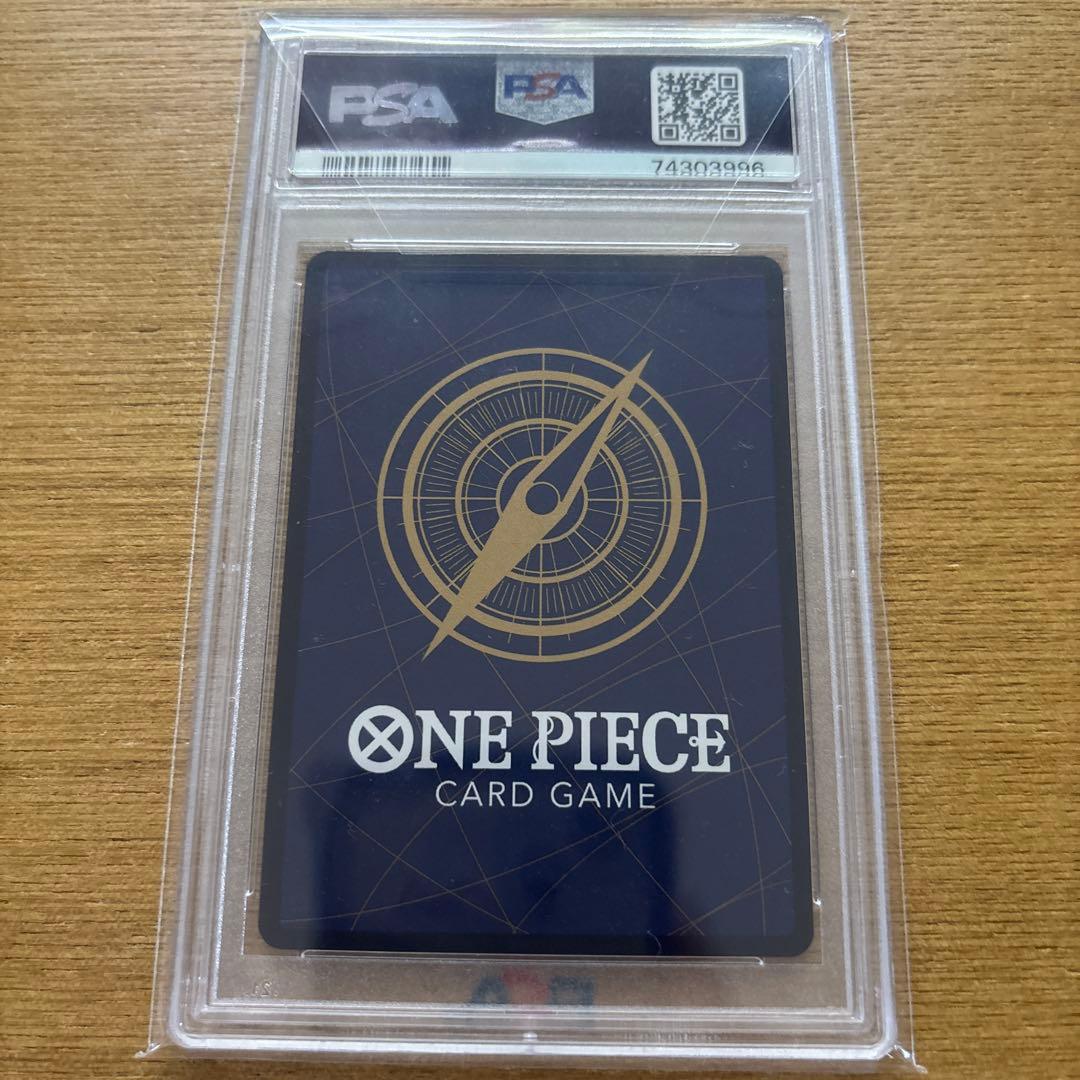 PSA
PSA
74303996
ONE PIECE
CARD GAME